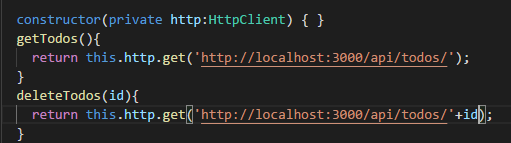 constructor(private http:HttpClient) { }
getTodos(){
return this.http.get('http://localhost:3000/api/todos/');
}
deleteTodos(id){
return this.http.get('http://localhost:3000/api/todos/'+id);
}